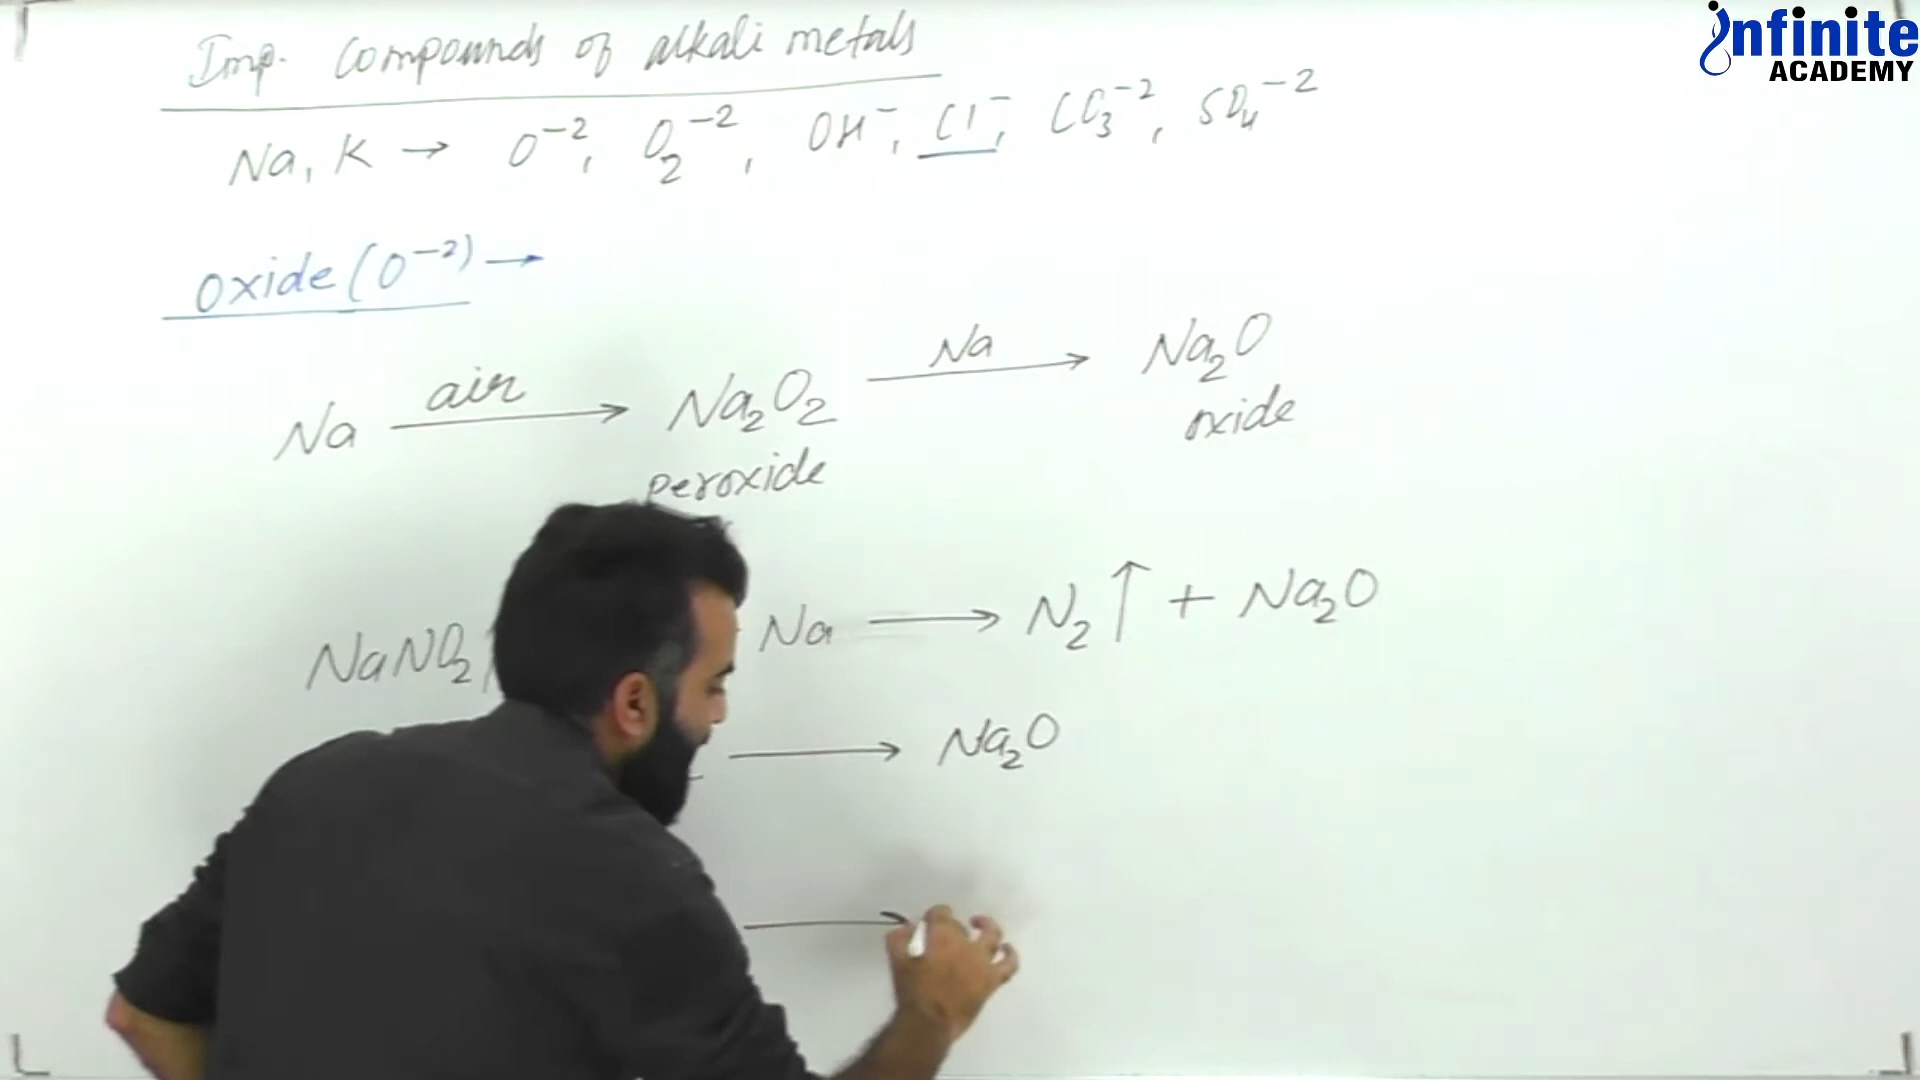 infinite
ACADEMY
Imp. Compounds of alkali metals
Na, K → O⁻², O₂⁻², OH⁻, Cl⁻, CO₃⁻², SO₄⁻²
Oxide (O⁻²) →
Na —air→ Na₂O₂ —Na→ Na₂O
peroxide oxide
NaNO₂ Na → N₂↑ + Na₂O
→ Na₂O
→